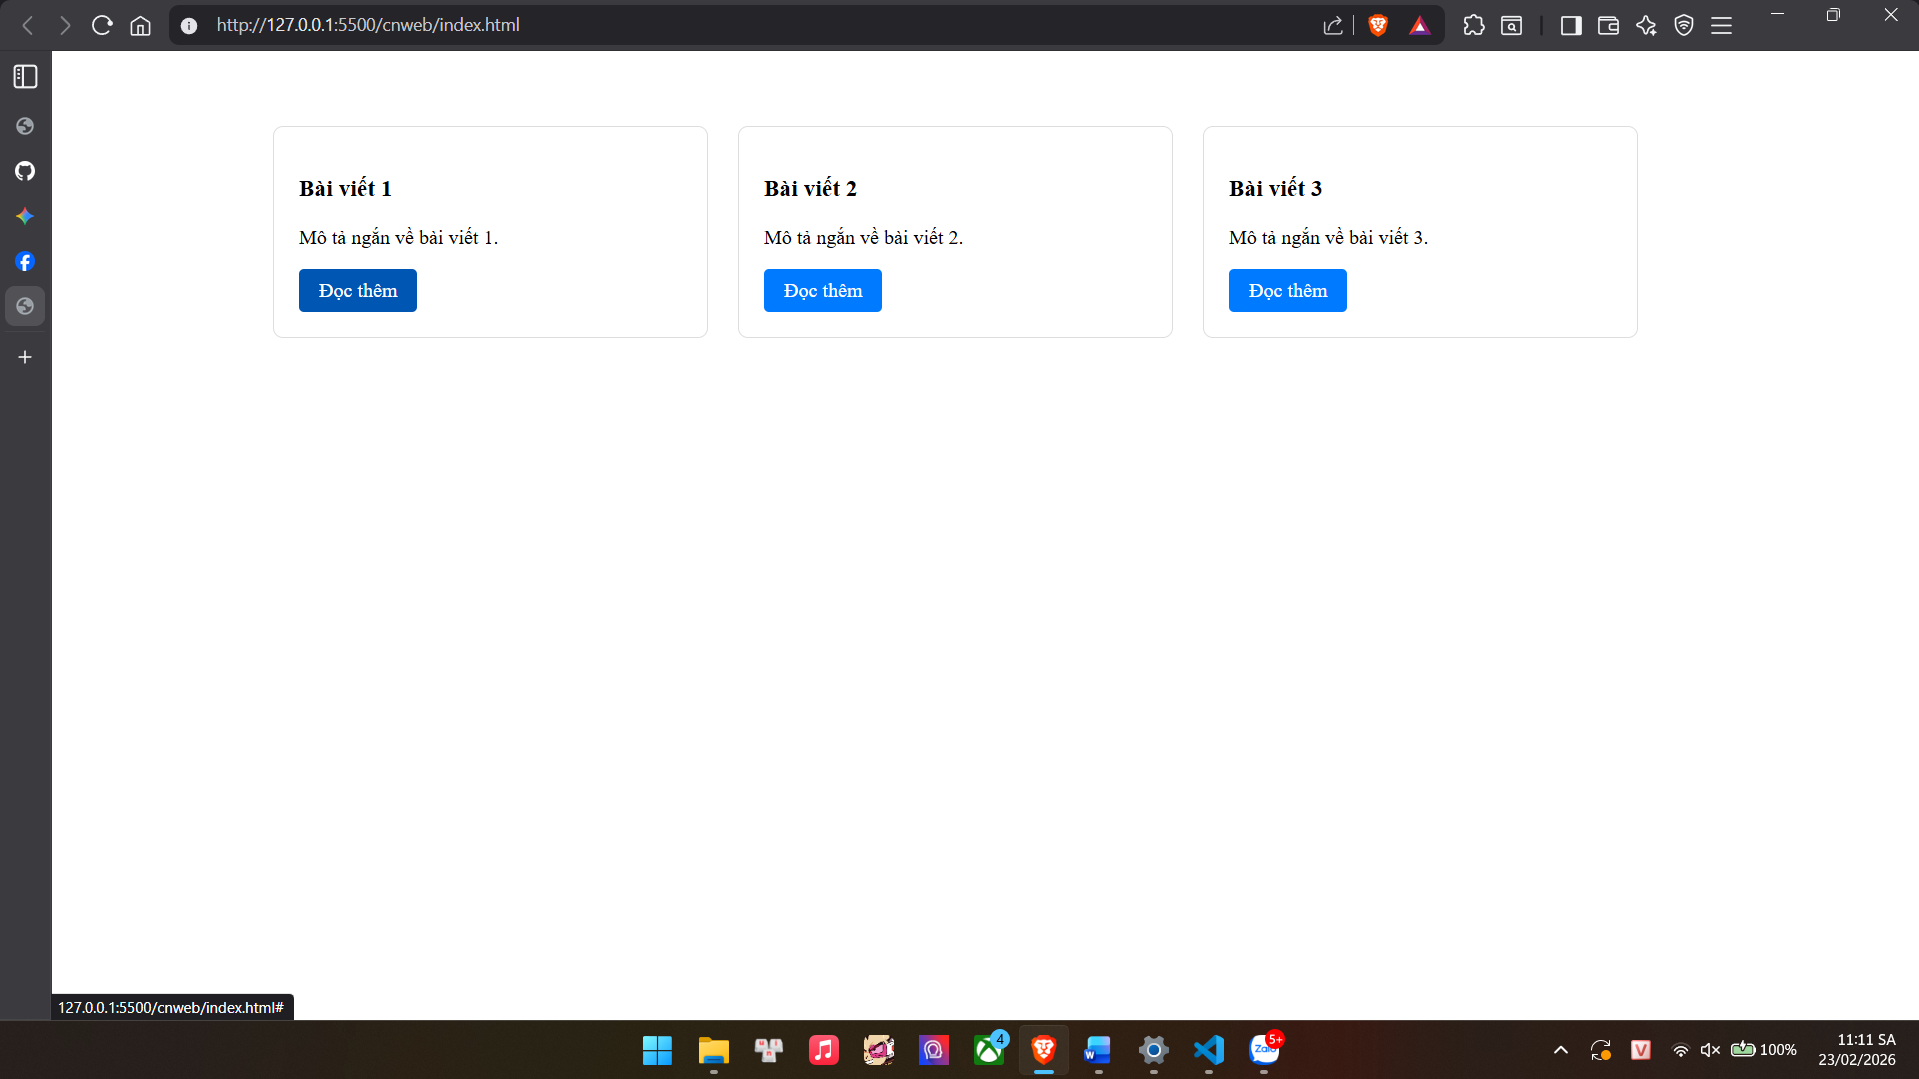 http://127.0.0.1:5500/cnweb/index.html
Bài viết 1
Mô tả ngắn về bài viết 1.
Đọc thêm
Bài viết 2
Mô tả ngắn về bài viết 2.
Đọc thêm
Bài viết 3
Mô tả ngắn về bài viết 3.
Đọc thêm
127.0.0.1:5500/cnweb/index.html#
4
W
Zalo
5+
V
100%
11:11 SA
23/02/2026